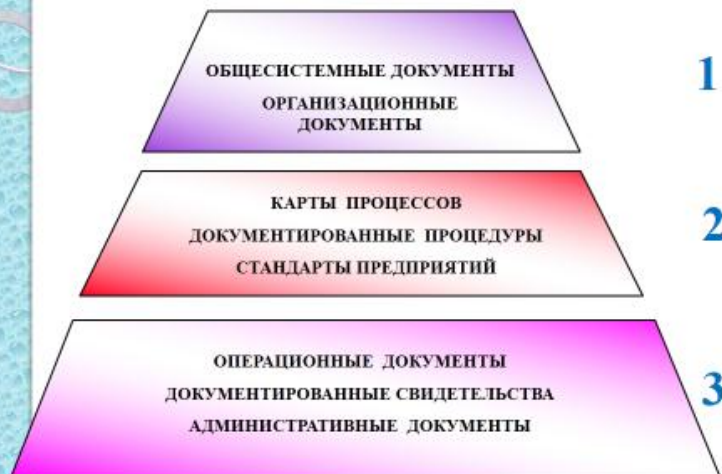 ОБЩЕСИСТЕМНЫЕ ДОКУМЕНТЫ
ОРГАНИЗАЦИОННЫЕ
ДОКУМЕНТЫ
1
КАРТЫ ПРОЦЕССОВ
ДОКУМЕНТИРОВАННЫЕ ПРОЦЕДУРЫ
СТАНДАРТЫ ПРЕДПРИЯТИЙ
2
ОПЕРАЦИОННЫЕ ДОКУМЕНТЫ
ДОКУМЕНТИРОВАННЫЕ СВИДЕТЕЛЬСТВА
АДМИНИСТРАТИВНЫЕ ДОКУМЕНТЫ
3